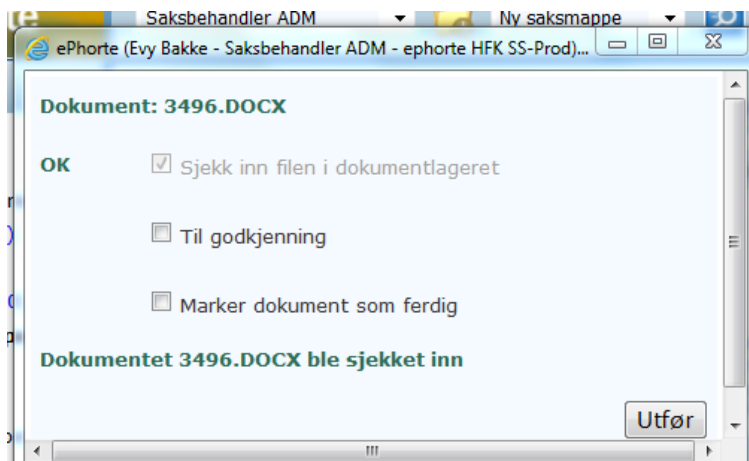 Saksbehandler ADM Ny saksmappe
ePhorte (Evy Bakke - Saksbehandler ADM - ephorte HFK SS-Prod)...
Dokument: 3496.DOCX
OK Sjekk inn filen i dokumentlageret
Til godkjenning
Marker dokument som ferdig
Dokumentet 3496.DOCX ble sjekket inn
Utfør